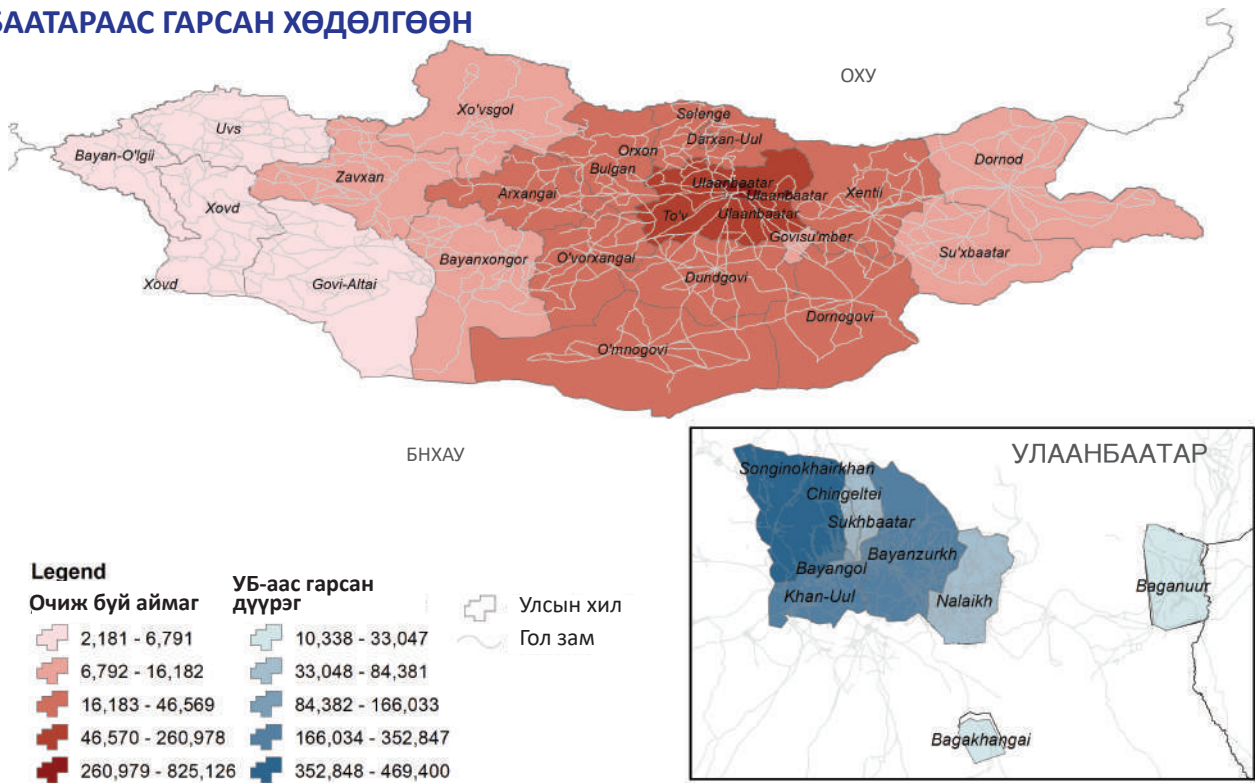 БААТАРААС ГАРСАН ХӨДӨЛГӨӨН
ОХУ
Xo'vsgol
Selenge
Uvs
Darxan-Uul
Orxon
Bayan-O'lgii
Dornod
Bulgan
Zavxan
Ulaanbaatar
Arxangai
Ulaanbaatar
Xentii
Xovd
To'v
Ulaanbaatar
Govisu'mber
Su'xbaatar
Bayanxongor
O'vorxangai
Dundgovi
Xovd
Govi-Altai
Dornogovi
O'mnogovi
БНХАУ
УЛААНБААТАР
Songinokhairkhan
Chingeltei
Sukhbaatar
Bayanzurkh
Bayangol
Baganuur
Khan-Uul
Nalaikh
Bagakhangai
Legend
Очиж буй аймаг
2,181 - 6,791
6,792 - 16,182
16,183 - 46,569
46,570 - 260,978
260,979 - 825,126
УБ-аас гарсан
дүүрэг
10,338 - 33,047
33,048 - 84,381
84,382 - 166,033
166,034 - 352,847
352,848 - 469,400
Улсын хил
Гол зам